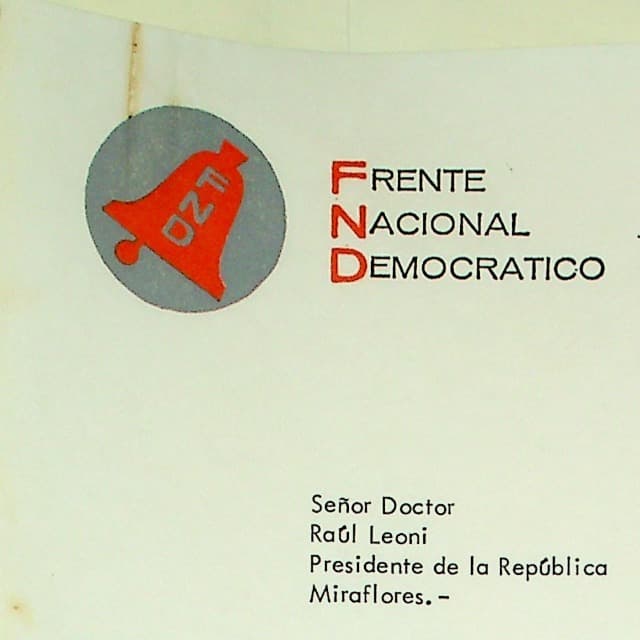 FND
FRENTE
NACIONAL
DEMOCRATICO
Señor Doctor
Raúl Leoni
Presidente de la República
Miraflores.-